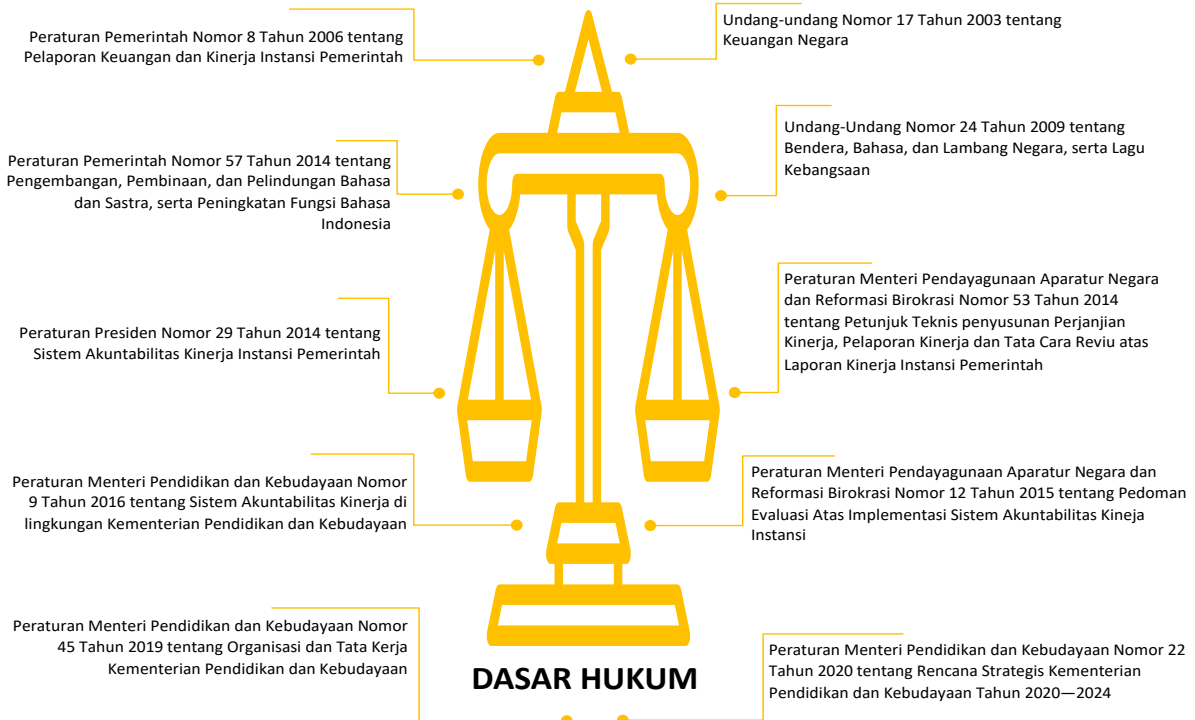 Peraturan Pemerintah Nomor 8 Tahun 2006 tentang
Pelaporan Keuangan dan Kinerja Instansi Pemerintah
Undang-undang Nomor 17 Tahun 2003 tentang
Keuangan Negara
Peraturan Pemerintah Nomor 57 Tahun 2014 tentang
Pengembangan, Pembinaan, dan Pelindungan Bahasa
dan Sastra, serta Peningkatan Fungsi Bahasa
Indonesia
Undang-Undang Nomor 24 Tahun 2009 tentang
Bendera, Bahasa, dan Lambang Negara, serta Lagu
Kebangsaan
Peraturan Presiden Nomor 29 Tahun 2014 tentang
Sistem Akuntabilitas Kinerja Instansi Pemerintah
Peraturan Menteri Pendayagunaan Aparatur Negara
dan Reformasi Birokrasi Nomor 53 Tahun 2014
tentang Petunjuk Teknis penyusunan Perjanjian
Kinerja, Pelaporan Kinerja dan Tata Cara Reviu atas
Laporan Kinerja Instansi Pemerintah
Peraturan Menteri Pendidikan dan Kebudayaan Nomor
9 Tahun 2016 tentang Sistem Akuntabilitas Kinerja di
lingkungan Kementerian Pendidikan dan Kebudayaan
Peraturan Menteri Pendayagunaan Aparatur Negara dan
Reformasi Birokrasi Nomor 12 Tahun 2015 tentang Pedoman
Evaluasi Atas Implementasi Sistem Akuntabilitas Kineja
Instansi
Peraturan Menteri Pendidikan dan Kebudayaan Nomor
45 Tahun 2019 tentang Organisasi dan Tata Kerja
Kementerian Pendidikan dan Kebudayaan
Peraturan Menteri Pendidikan dan Kebudayaan Nomor 22
Tahun 2020 tentang Rencana Strategis Kementerian
Pendidikan dan Kebudayaan Tahun 2020—2024
DASAR HUKUM